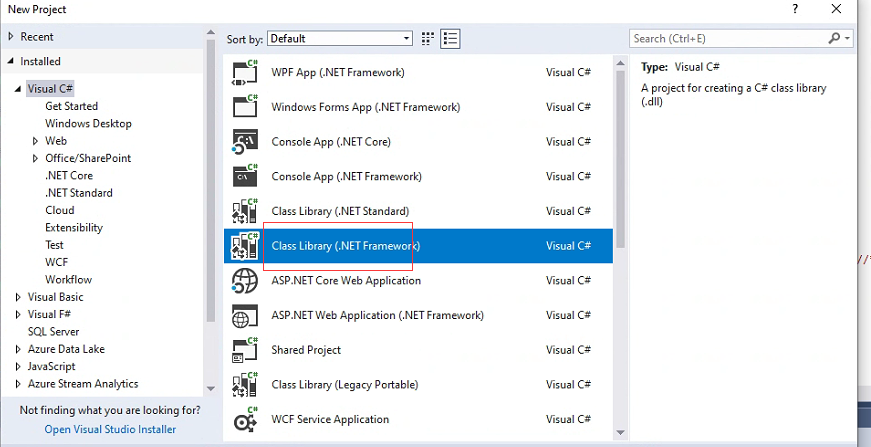 New Project
? ×
Recent
Installed
Visual C#
Get Started
Windows Desktop
Web
Office/SharePoint
.NET Core
.NET Standard
Cloud
Extensibility
Test
WCF
Workflow
Visual Basic
Visual F#
SQL Server
Azure Data Lake
JavaScript
Azure Stream Analytics
Not finding what you are looking for?
Open Visual Studio Installer
Sort by: Default
WPF App (.NET Framework) Visual C#
Windows Forms App (.NET Framework) Visual C#
Console App (.NET Core) Visual C#
Console App (.NET Framework) Visual C#
Class Library (.NET Standard) Visual C#
Class Library (.NET Framework) Visual C#
ASP.NET Core Web Application Visual C#
ASP.NET Web Application (.NET Framework) Visual C#
Shared Project Visual C#
Class Library (Legacy Portable) Visual C#
WCF Service Application Visual C#
Search (Ctrl+E)
Type: Visual C#
A project for creating a C# class library
(.dll)